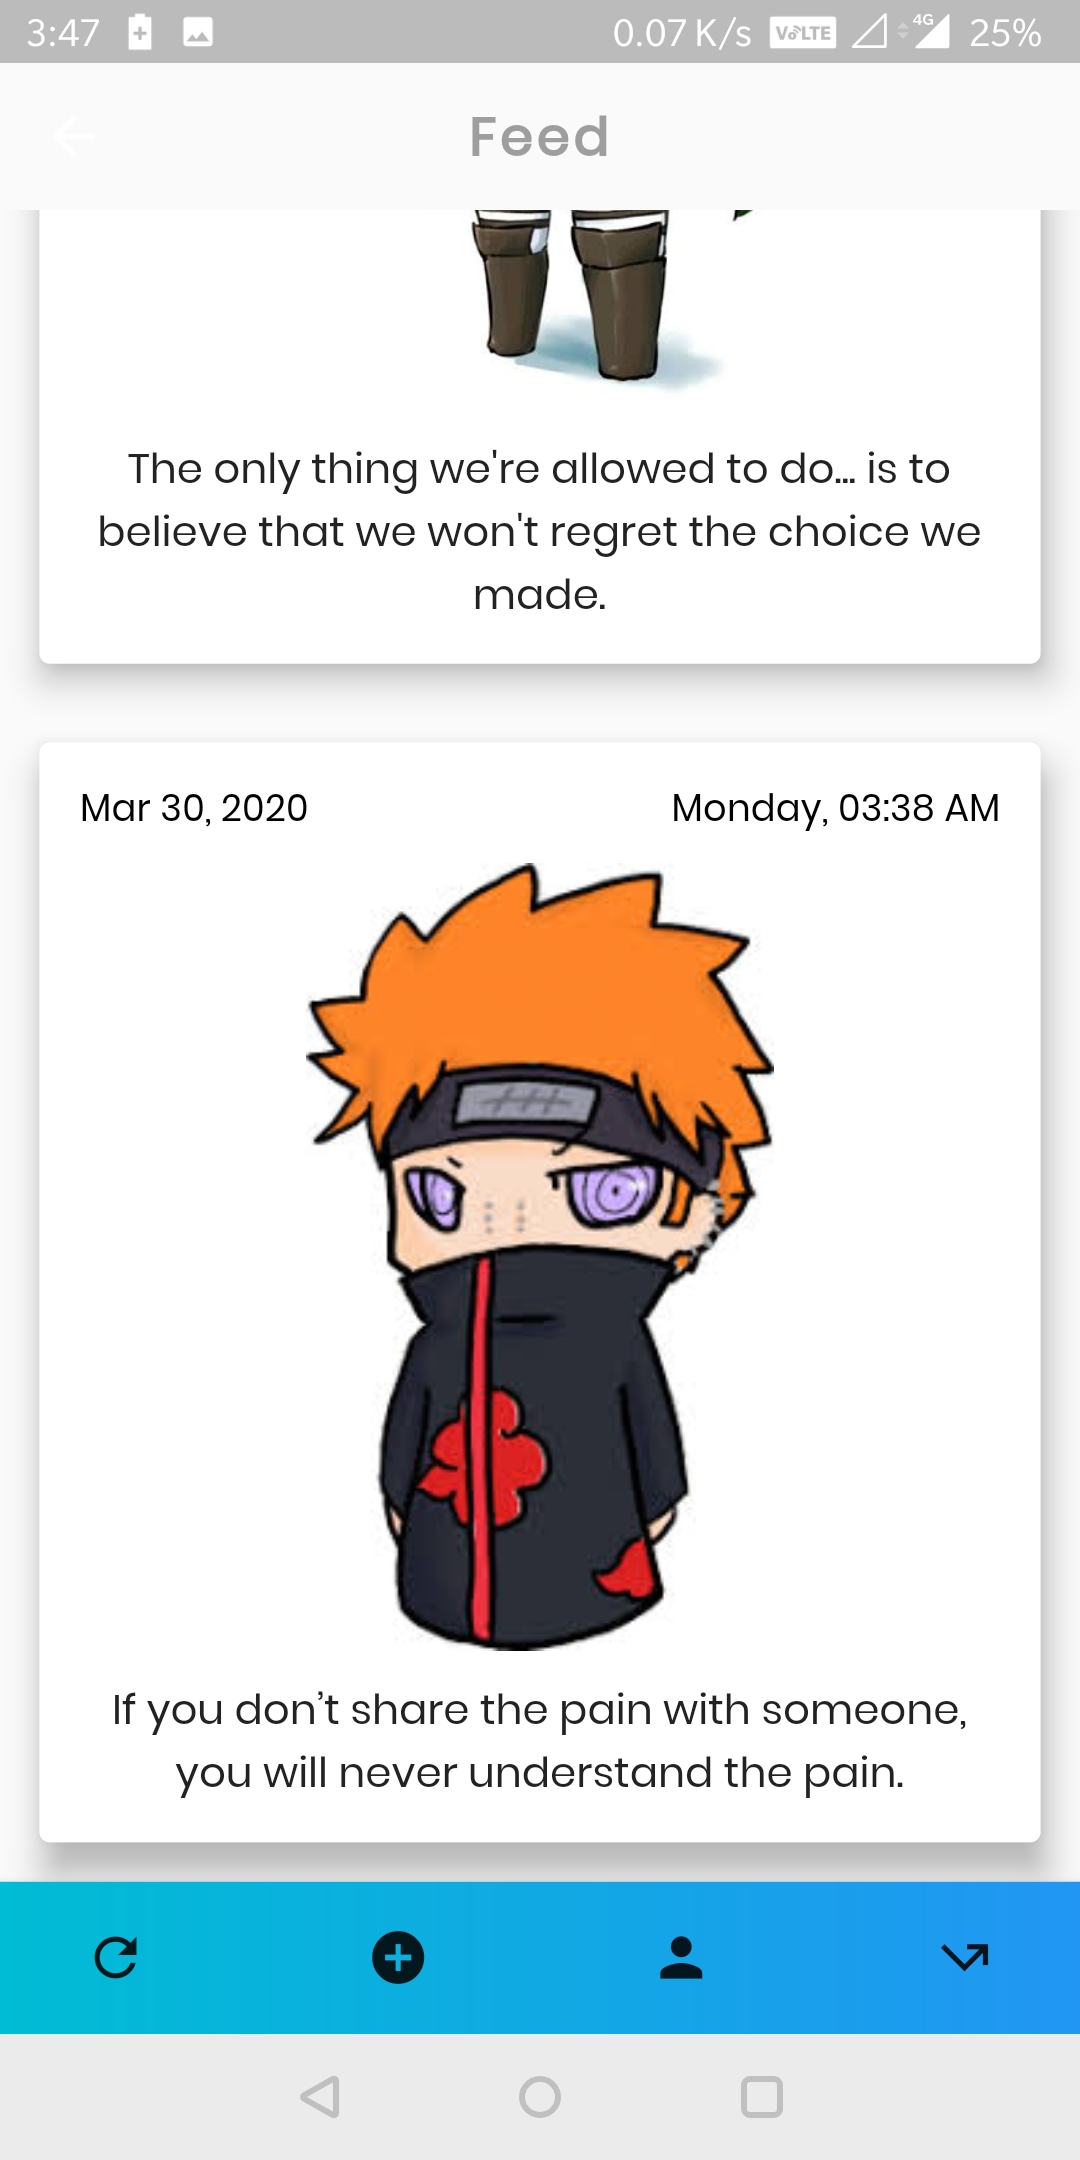 3:47 0.07 K/s VoLTE 4G 25%
Feed
The only thing we're allowed to do... is to
believe that we won't regret the choice we
made.
Mar 30, 2020 Monday, 03:38 AM
If you don’t share the pain with someone,
you will never understand the pain.